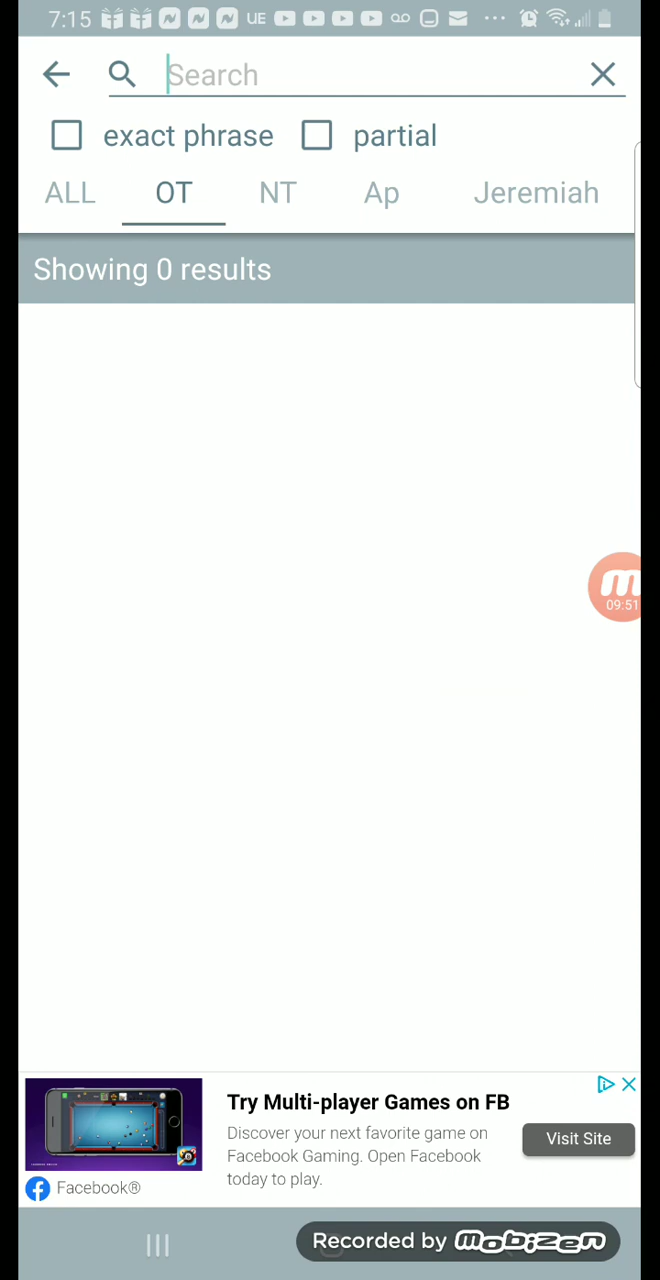 7:15 UE
Search
exact phrase partial
ALL OT NT Ap Jeremiah
Showing 0 results
m
09:51
Try Multi-player Games on FB
Discover your next favorite game on
Facebook Gaming. Open Facebook
today to play.
Visit Site
Facebook®
Recorded by mobizen